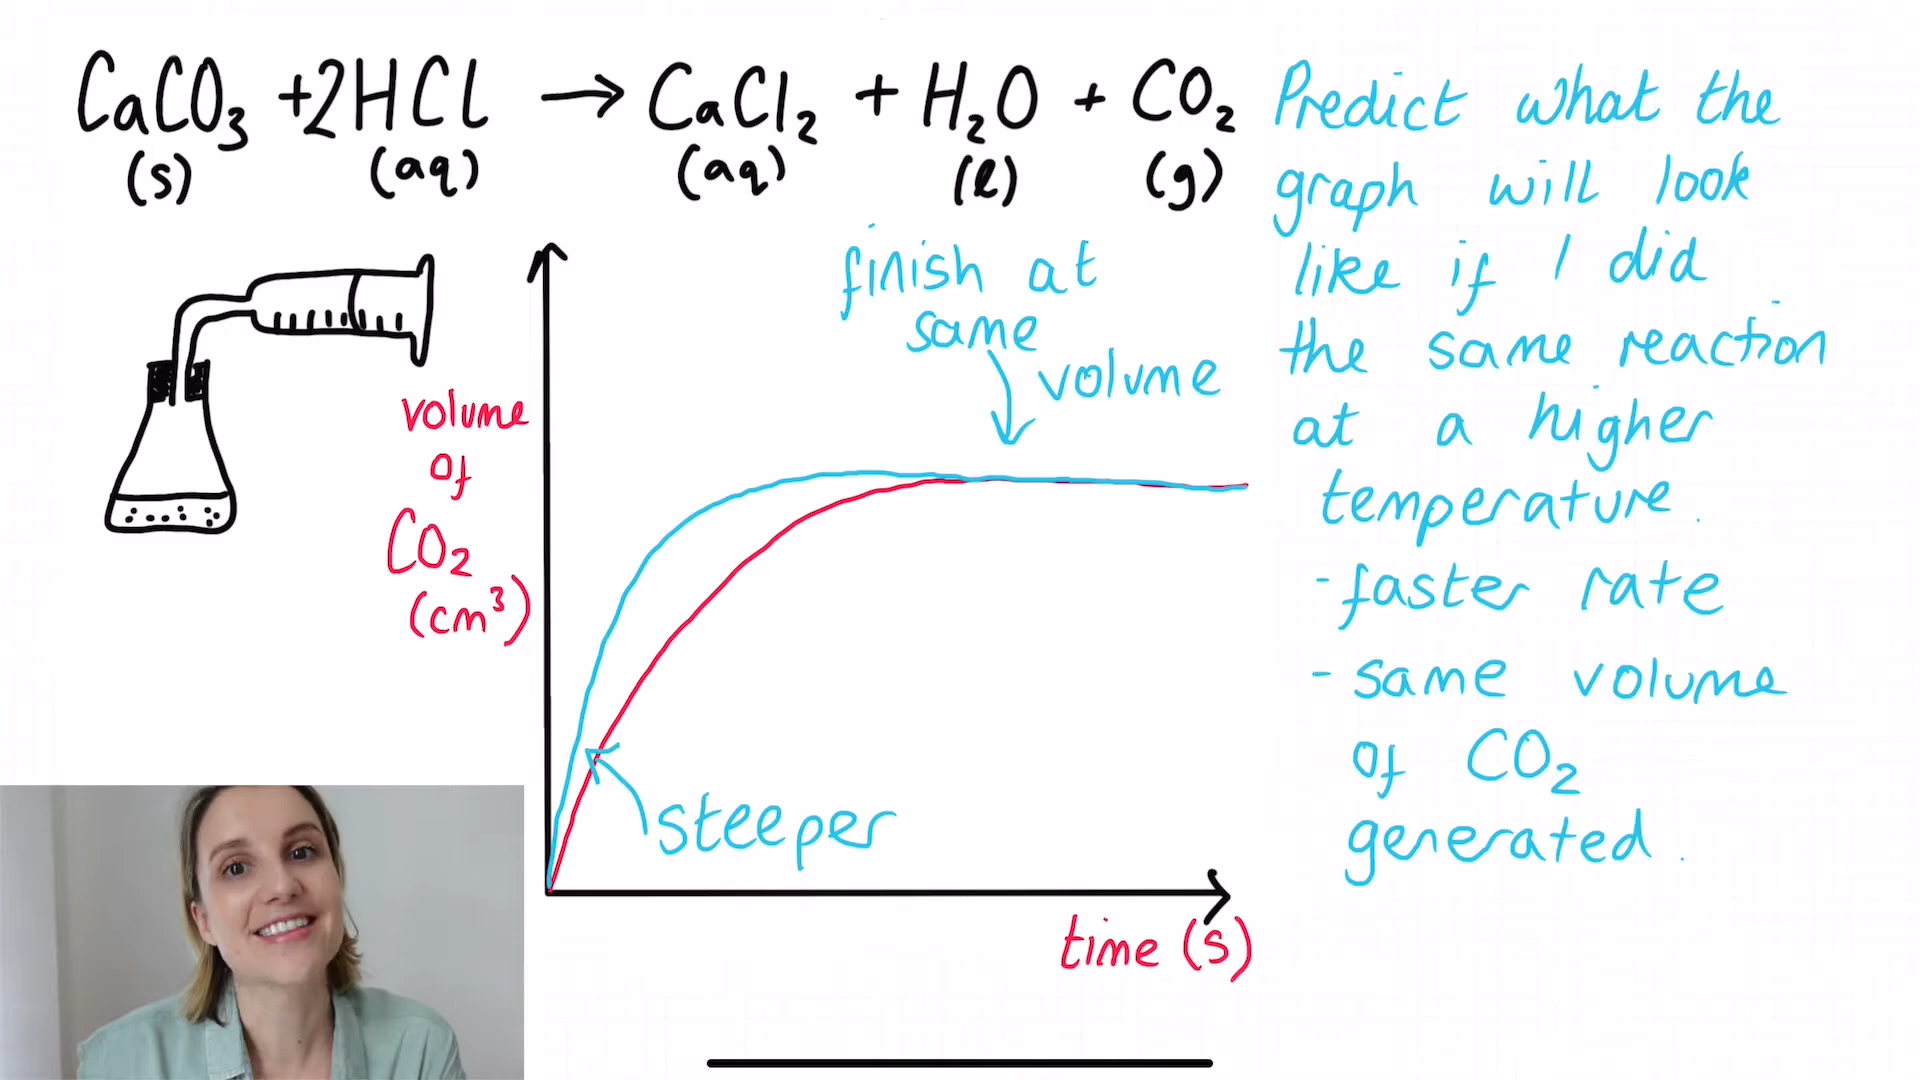 CaCO₃ + 2HCl → CaCl₂ + H₂O + CO₂
(s) (aq) (aq) (l) (g)
Predict what the
graph will look
like if I did
the same reaction
at a higher
temperature.
- faster rate
- same volume
of CO₂
generated.
finish at
same
volume
volume
of
CO₂
(cm³)
steeper
time (s)